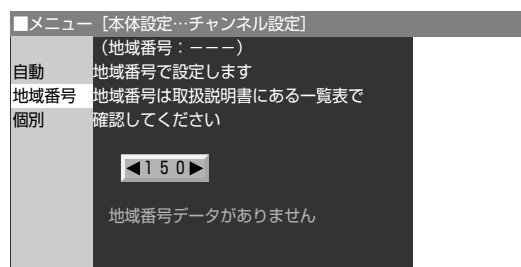 ■メニュー [本体設定…チャンネル設定]
(地域番号:ーーー)
自動 地域番号で設定します
地域番号 地域番号は取扱説明書にある一覧表で
個別 確認してください
◀150▶
地域番号データがありません